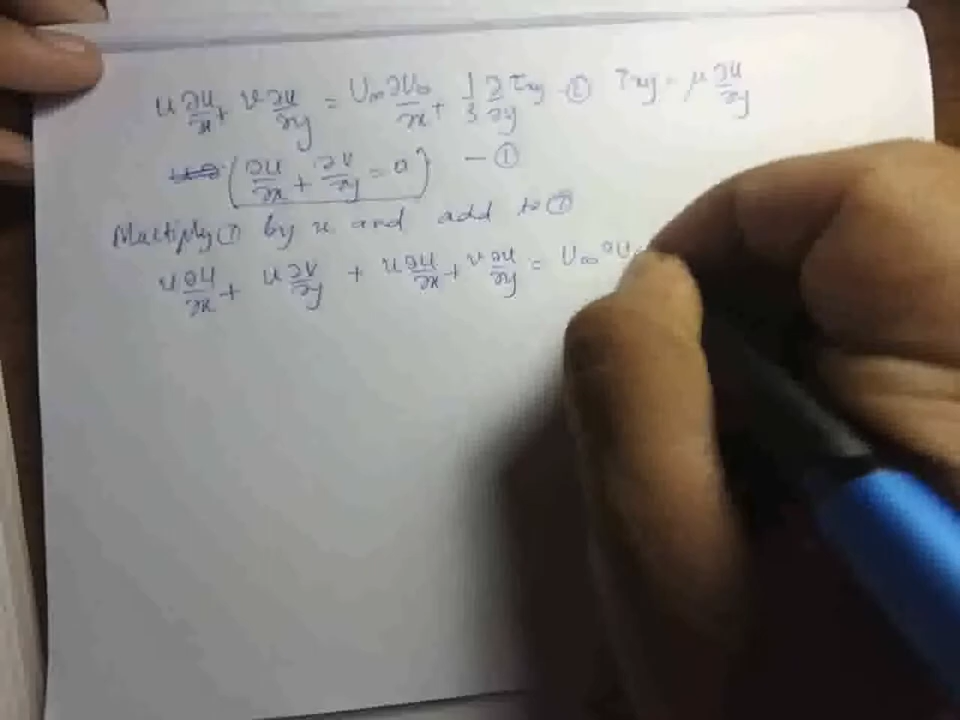 u ∂u/∂x + v ∂u/∂y = U∞ ∂U∞/∂x + 1/ρ ∂τxy/∂y - ② τxy = μ ∂u/∂y
(∂u/∂x + ∂v/∂y = 0) - ①
Multiply ① by u and add to ②
u ∂u/∂x + u ∂v/∂y + u ∂u/∂x + v ∂u/∂y = U∞ ∂U